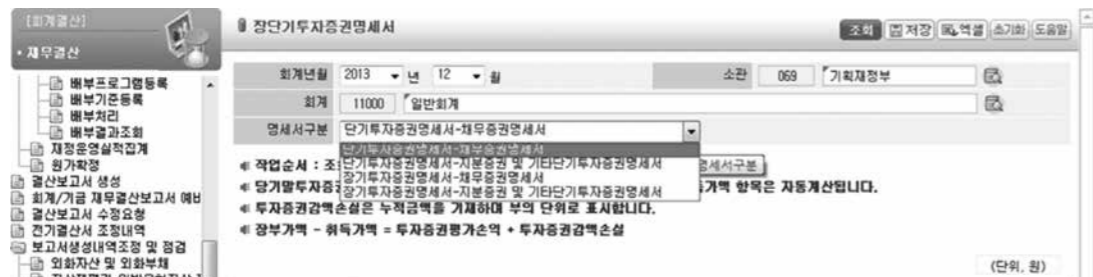 [회계결산]
• 재무결산
배부프로그램등록
배부기준등록
배부처리
배부결과조회
재정운영실적집계
원가확정
결산보고서 생성
회계/기금 재무결산보고서 예비
결산보고서 수정요청
전기결산서 조정내역
보고서생성내역조정 및 점검
외화자산 및 외화부채
장단기투자증권명세서
조회 저장 엑셀 초기화 도움말
회계년월 2013 년 12 월 소관 069 기획재정부
회계 11000 일반회계
명세서구분 단기투자증권명세서-채무증권명세서
단기투자증권명세서-채무증권명세서
단기투자증권명세서-지분증권 및 기타단기투자증권명세서
장기투자증권명세서-채무증권명세서
장기투자증권명세서-지분증권 및 기타단기투자증권명세서
작업순서 : 조 명세서구분
당기말투자증 가액 항목은 자동계산됩니다.
투자증권감액손실은 누적금액을 기재하며 부의 단위로 표시합니다.
장부가액 - 취득가액 = 투자증권평가손익 + 투자증권감액손실
(단위, 원)